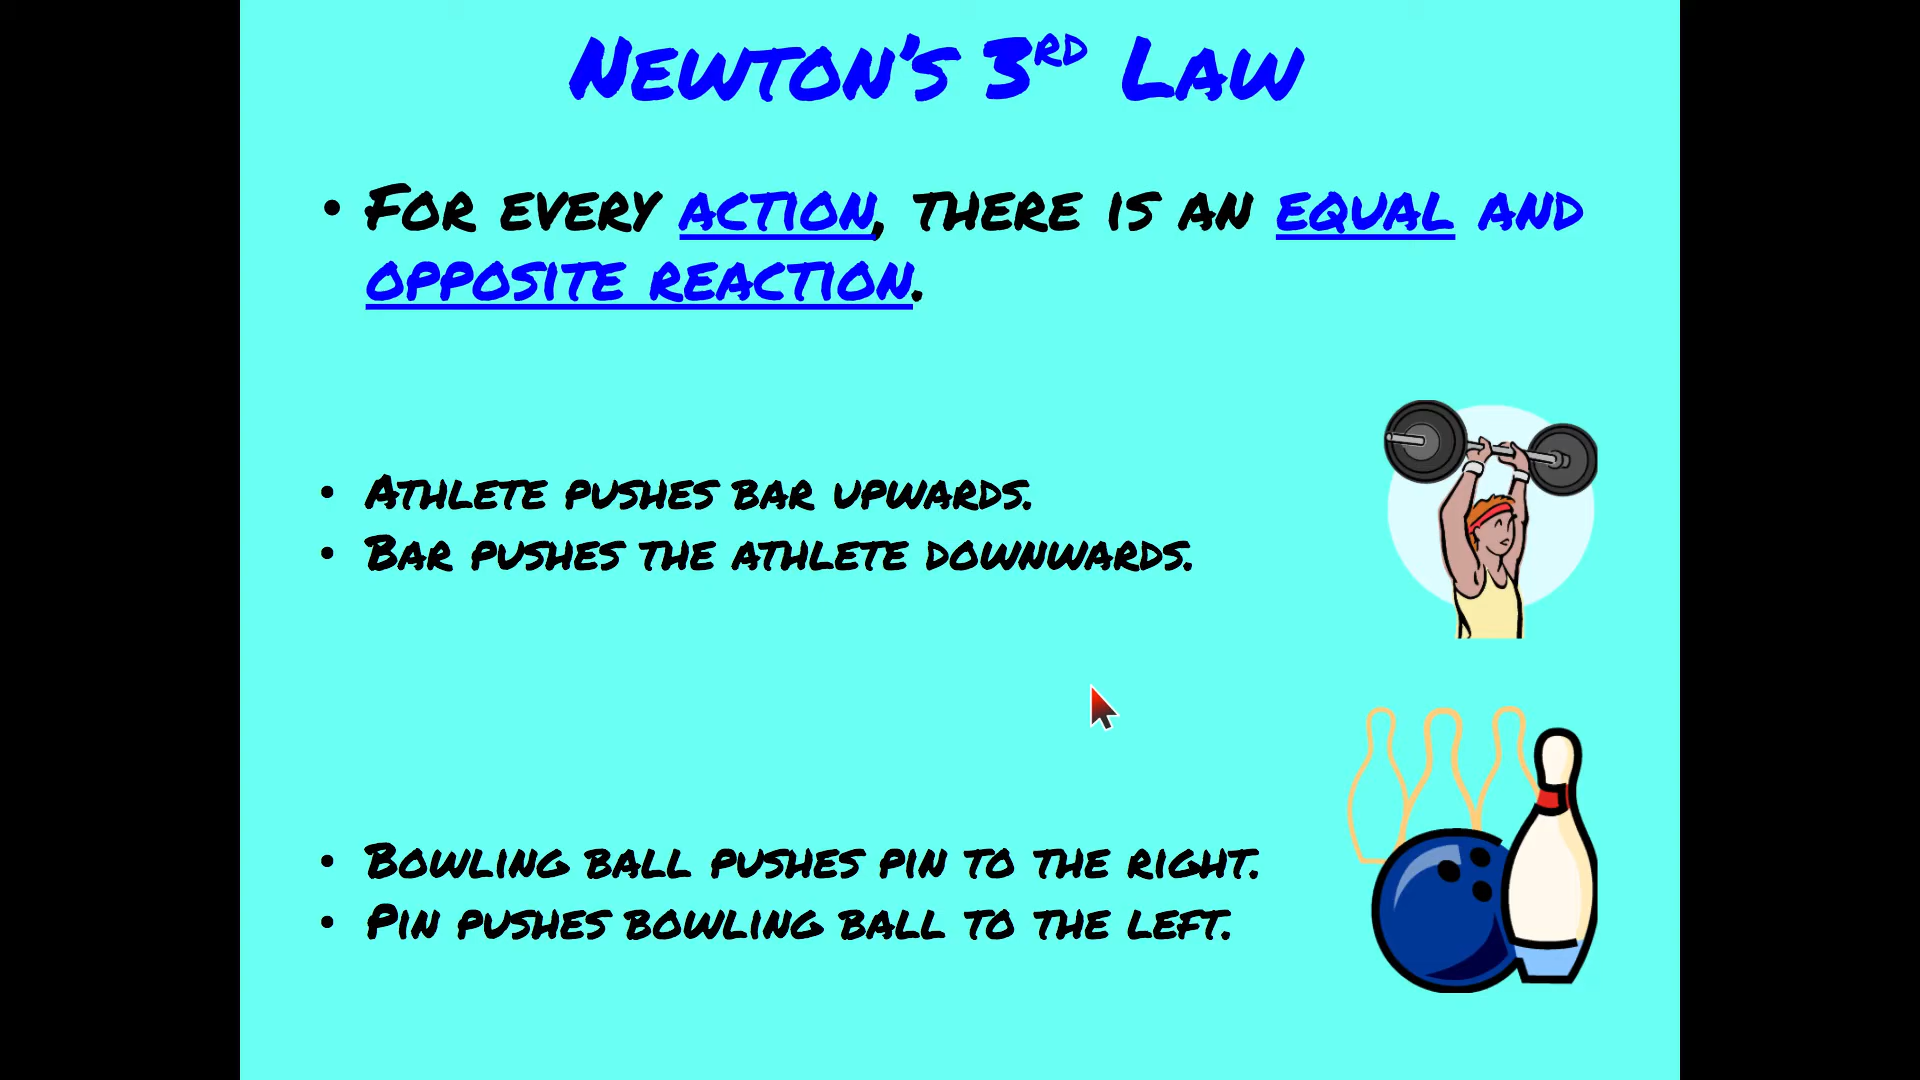 Newton's 3rd Law
• For every action, there is an equal and
opposite reaction.
• Athlete pushes bar upwards.
• Bar pushes the athlete downwards.
• Bowling ball pushes pin to the right.
• Pin pushes bowling ball to the left.